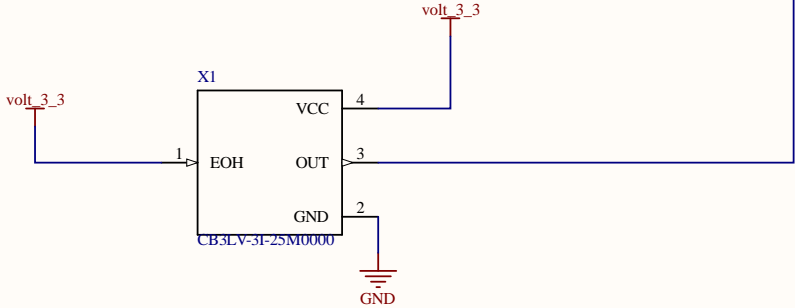 volt_3_3
X1
volt_3_3
VCC
4
1
EOH
OUT
3
GND
2
CB3LV-3I-25M0000
GND